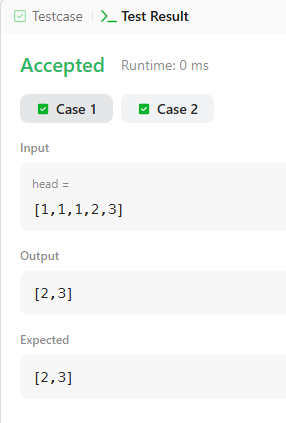 Testcase Test Result
Accepted Runtime: 0 ms
Case 1 Case 2
Input
head =
[1,1,1,2,3]
Output
[2,3]
Expected
[2,3]